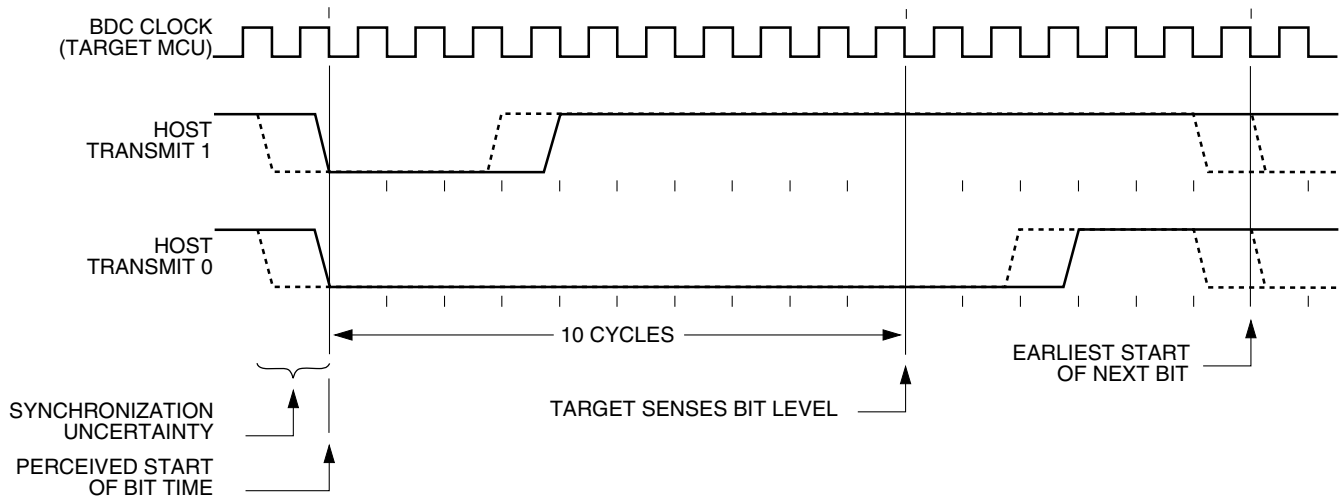 BDC CLOCK
(TARGET MCU)
HOST
TRANSMIT 1
HOST
TRANSMIT 0
10 CYCLES
EARLIEST START
OF NEXT BIT
TARGET SENSES BIT LEVEL
SYNCHRONIZATION
UNCERTAINTY
PERCEIVED START
OF BIT TIME